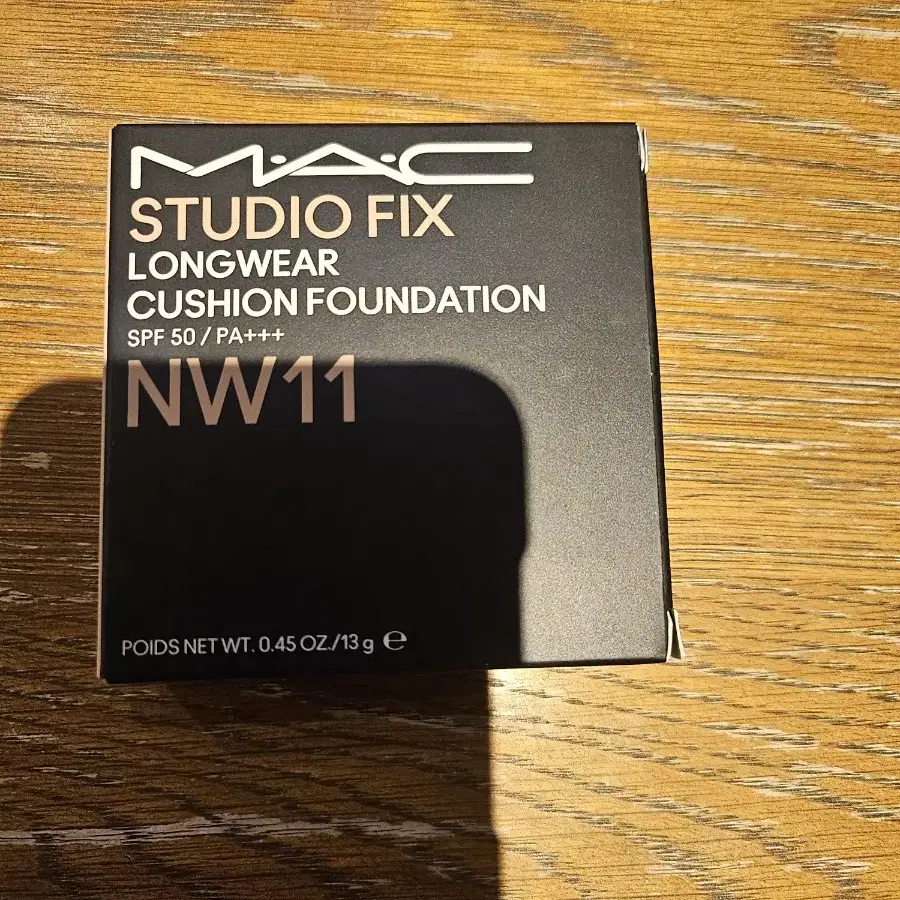 M·A·C
STUDIO FIX
LONGWEAR
CUSHION FOUNDATION
SPF 50 / PA+++
NW11
POIDS NET WT. 0.45 OZ./13 g ℮